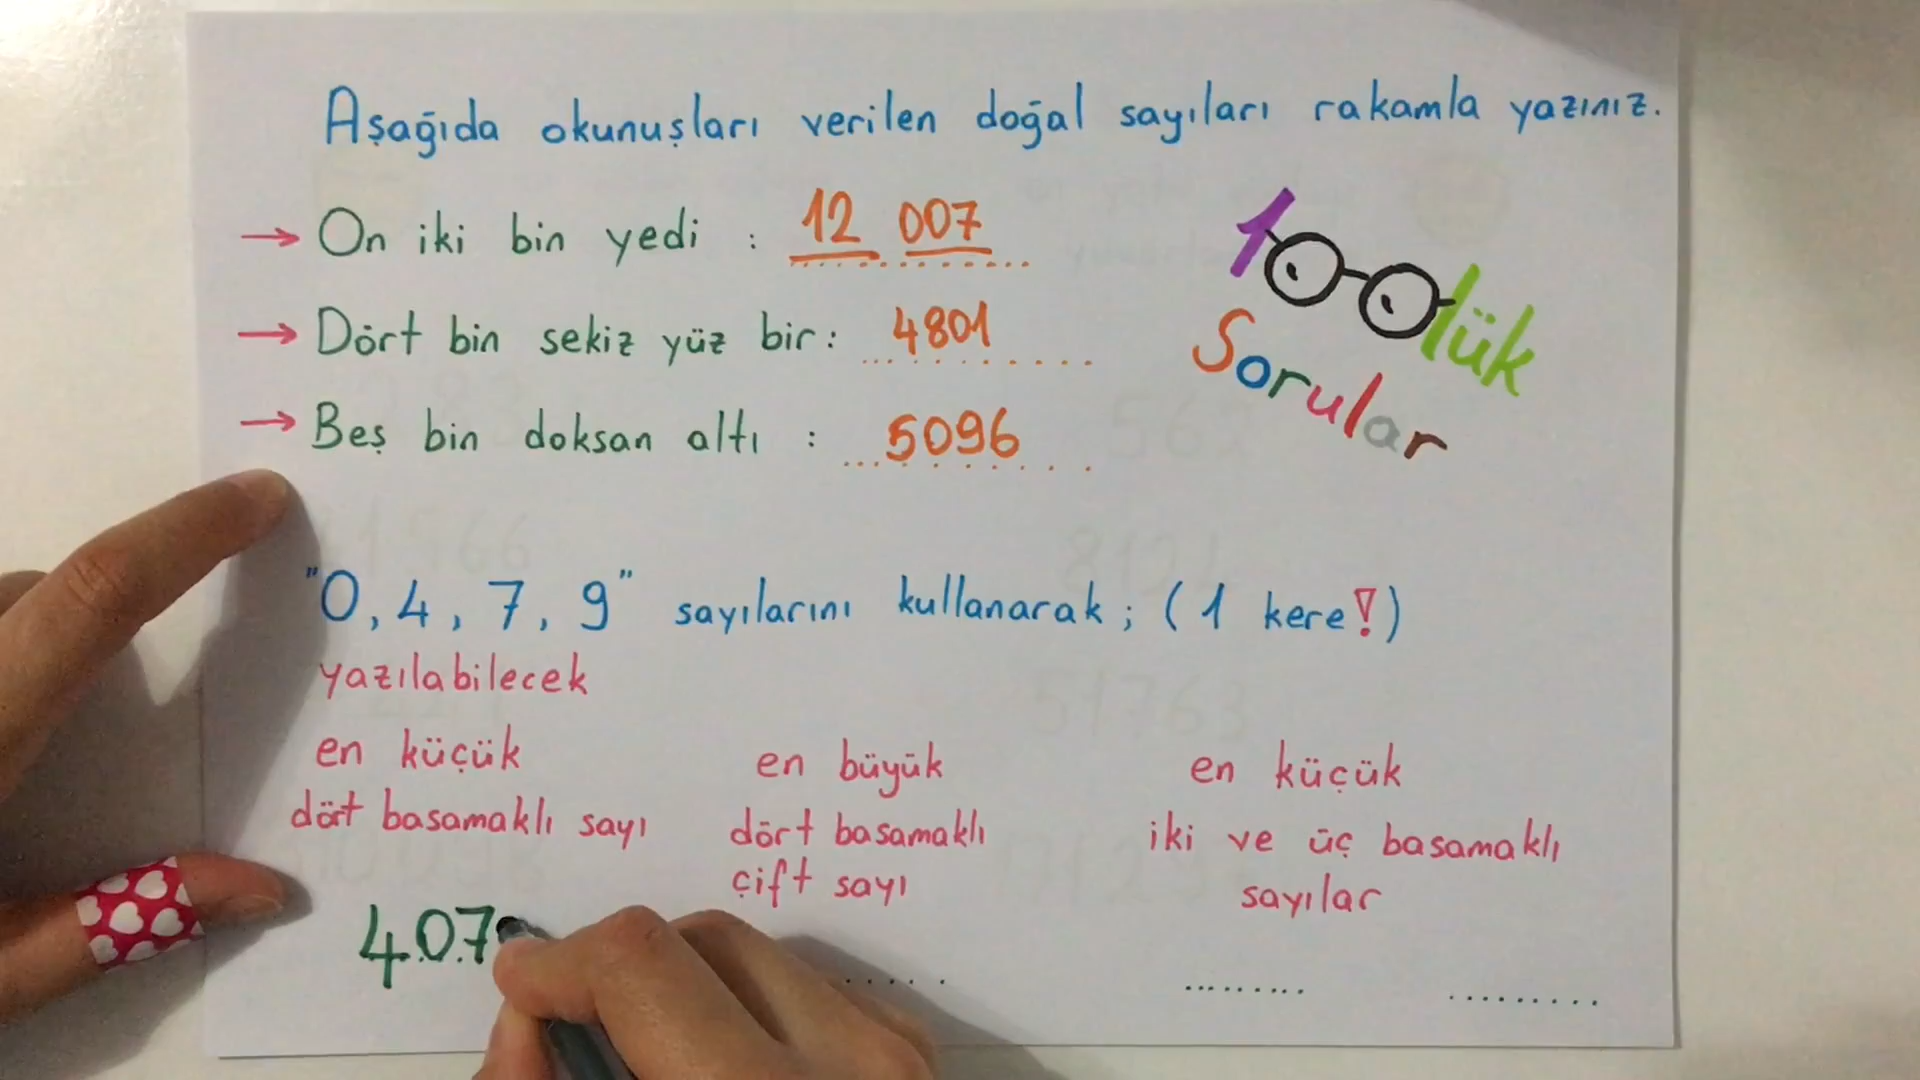 Aşağıda okunuşları verilen doğal sayıları rakamla yazınız.
→ On iki bin yedi : 12 007
→ Dört bin sekiz yüz bir: 4801
→ Beş bin doksan altı : 5096
100lük
Sorular
"0, 4, 7, 9" sayılarını kullanarak; (1 kere!)
yazılabilecek
en küçük
dört basamaklı sayı
407
en büyük
dört basamaklı
çift sayı
en küçük
iki ve üç basamaklı
sayılar